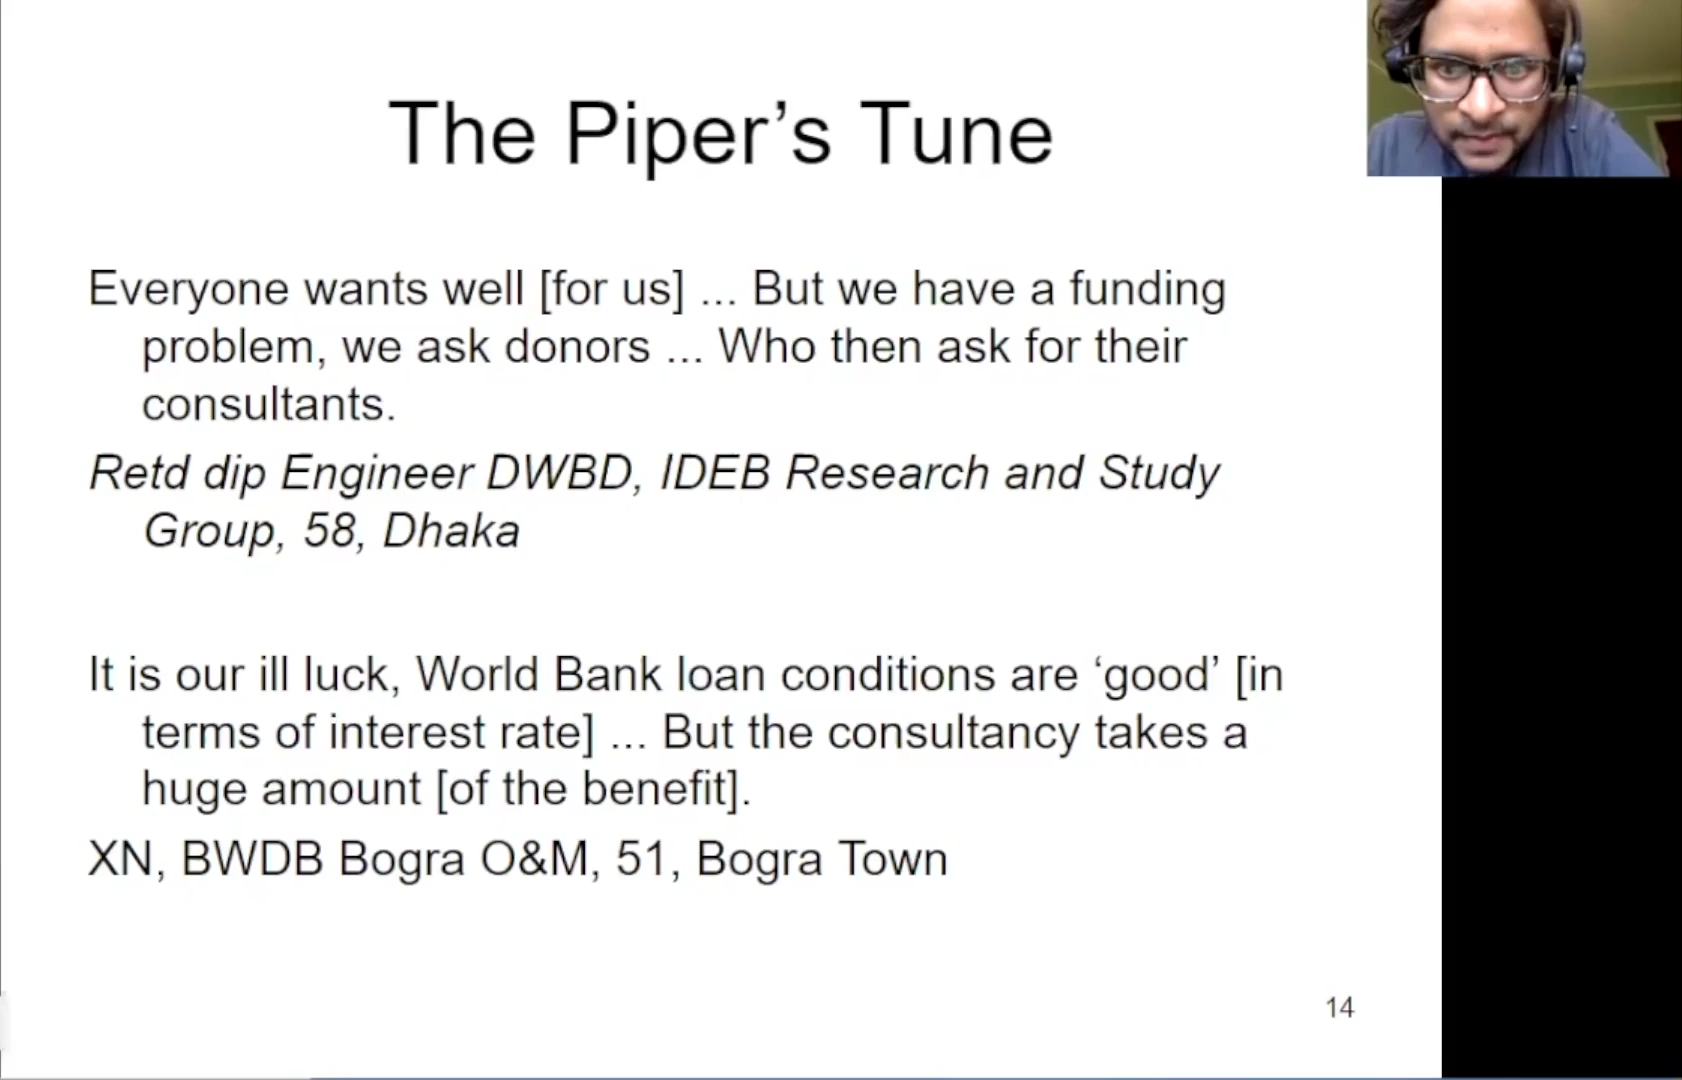 The Piper’s Tune
Everyone wants well [for us] ... But we have a funding
problem, we ask donors ... Who then ask for their
consultants.
Retd dip Engineer DWBD, IDEB Research and Study
Group, 58, Dhaka
It is our ill luck, World Bank loan conditions are ‘good’ [in
terms of interest rate] ... But the consultancy takes a
huge amount [of the benefit].
XN, BWDB Bogra O&M, 51, Bogra Town
14